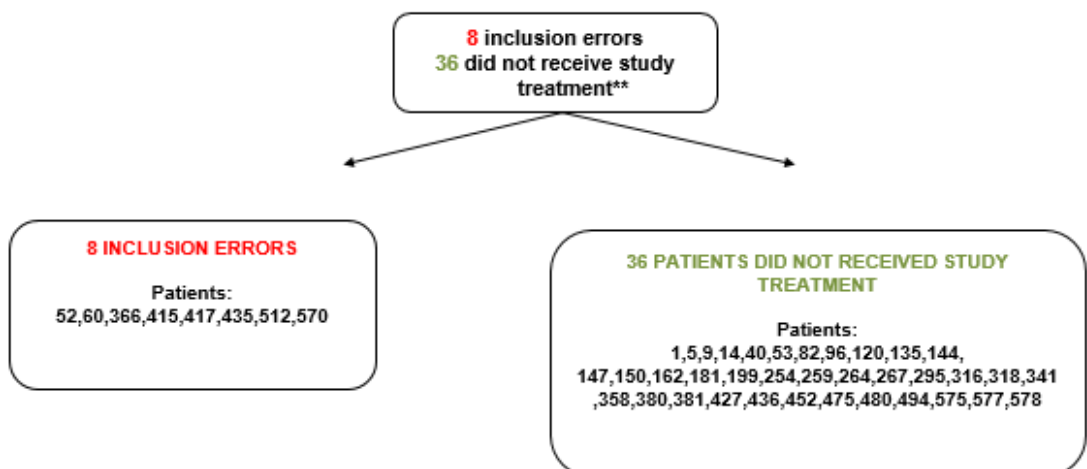 8 inclusion errors
36 did not receive study
treatment**
8 INCLUSION ERRORS
Patients:
52,60,366,415,417,435,512,570
36 PATIENTS DID NOT RECEIVED STUDY
TREATMENT
Patients:
1,5,9,14,40,53,82,96,120,135,144,
147,150,162,181,199,254,259,264,267,295,316,318,341
,358,380,381,427,436,452,475,480,494,575,577,578